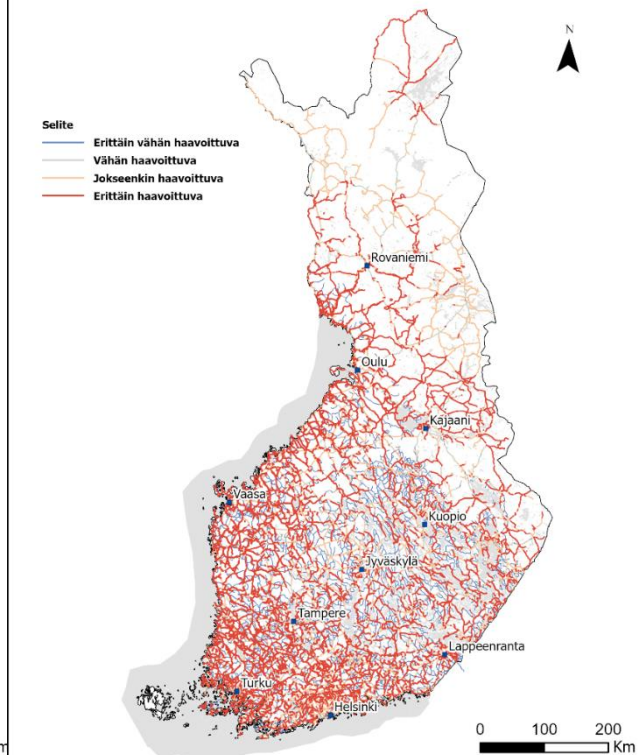 N
Selite
Erittäin vähän haavoittuva
Vähän haavoittuva
Jokseenkin haavoittuva
Erittäin haavoittuva
Rovaniemi
Oulu
Kajaani
Vaasa
Kuopio
Jyväskylä
Tampere
Lappeenranta
Turku
Helsinki
0 100 200
Km
m